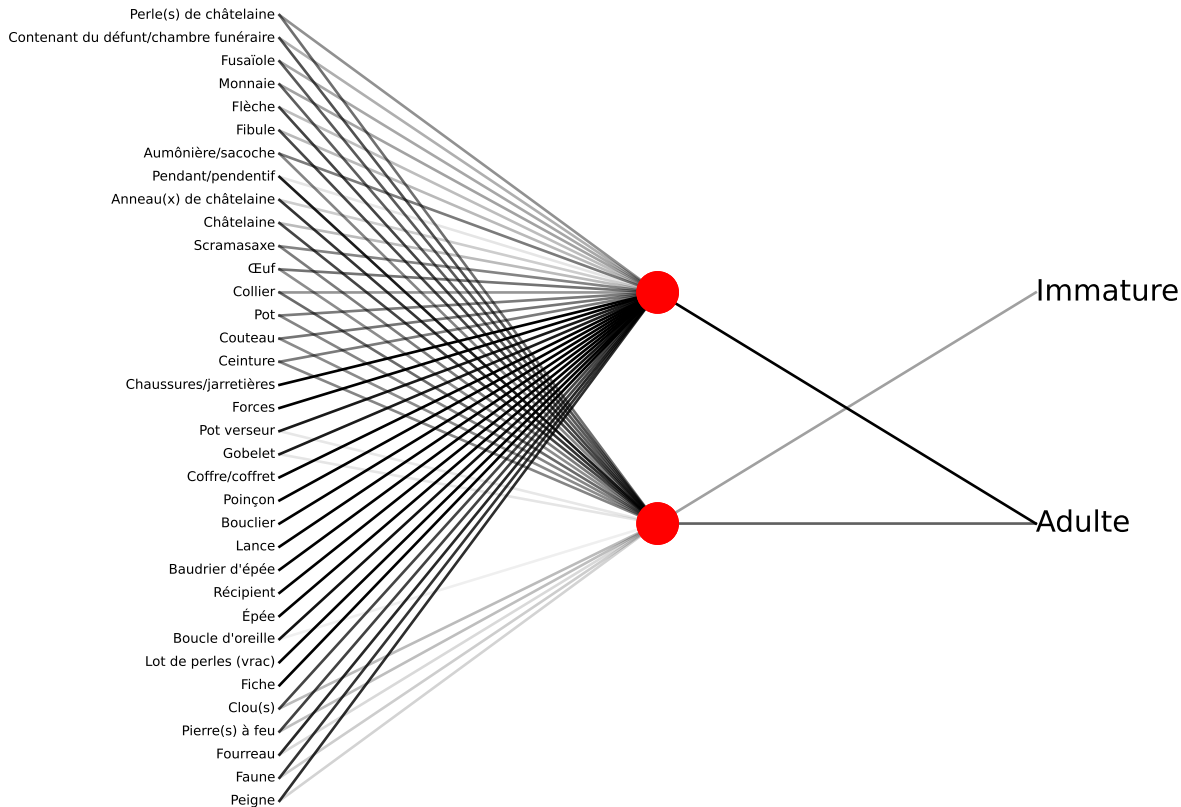 Perle(s) de châtelaine
Contenant du défunt/chambre funéraire
Fusaïole
Monnaie
Flèche
Fibule
Aumônière/sacoche
Pendant/pendentif
Anneau(x) de châtelaine
Châtelaine
Scramasaxe
Œuf
Collier
Pot
Couteau
Ceinture
Chaussures/jarretières
Forces
Pot verseur
Gobelet
Coffre/coffret
Poinçon
Bouclier
Lance
Baudrier d'épée
Récipient
Épée
Boucle d'oreille
Lot de perles (vrac)
Fiche
Clou(s)
Pierre(s) à feu
Fourreau
Faune
Peigne
Immature
Adulte